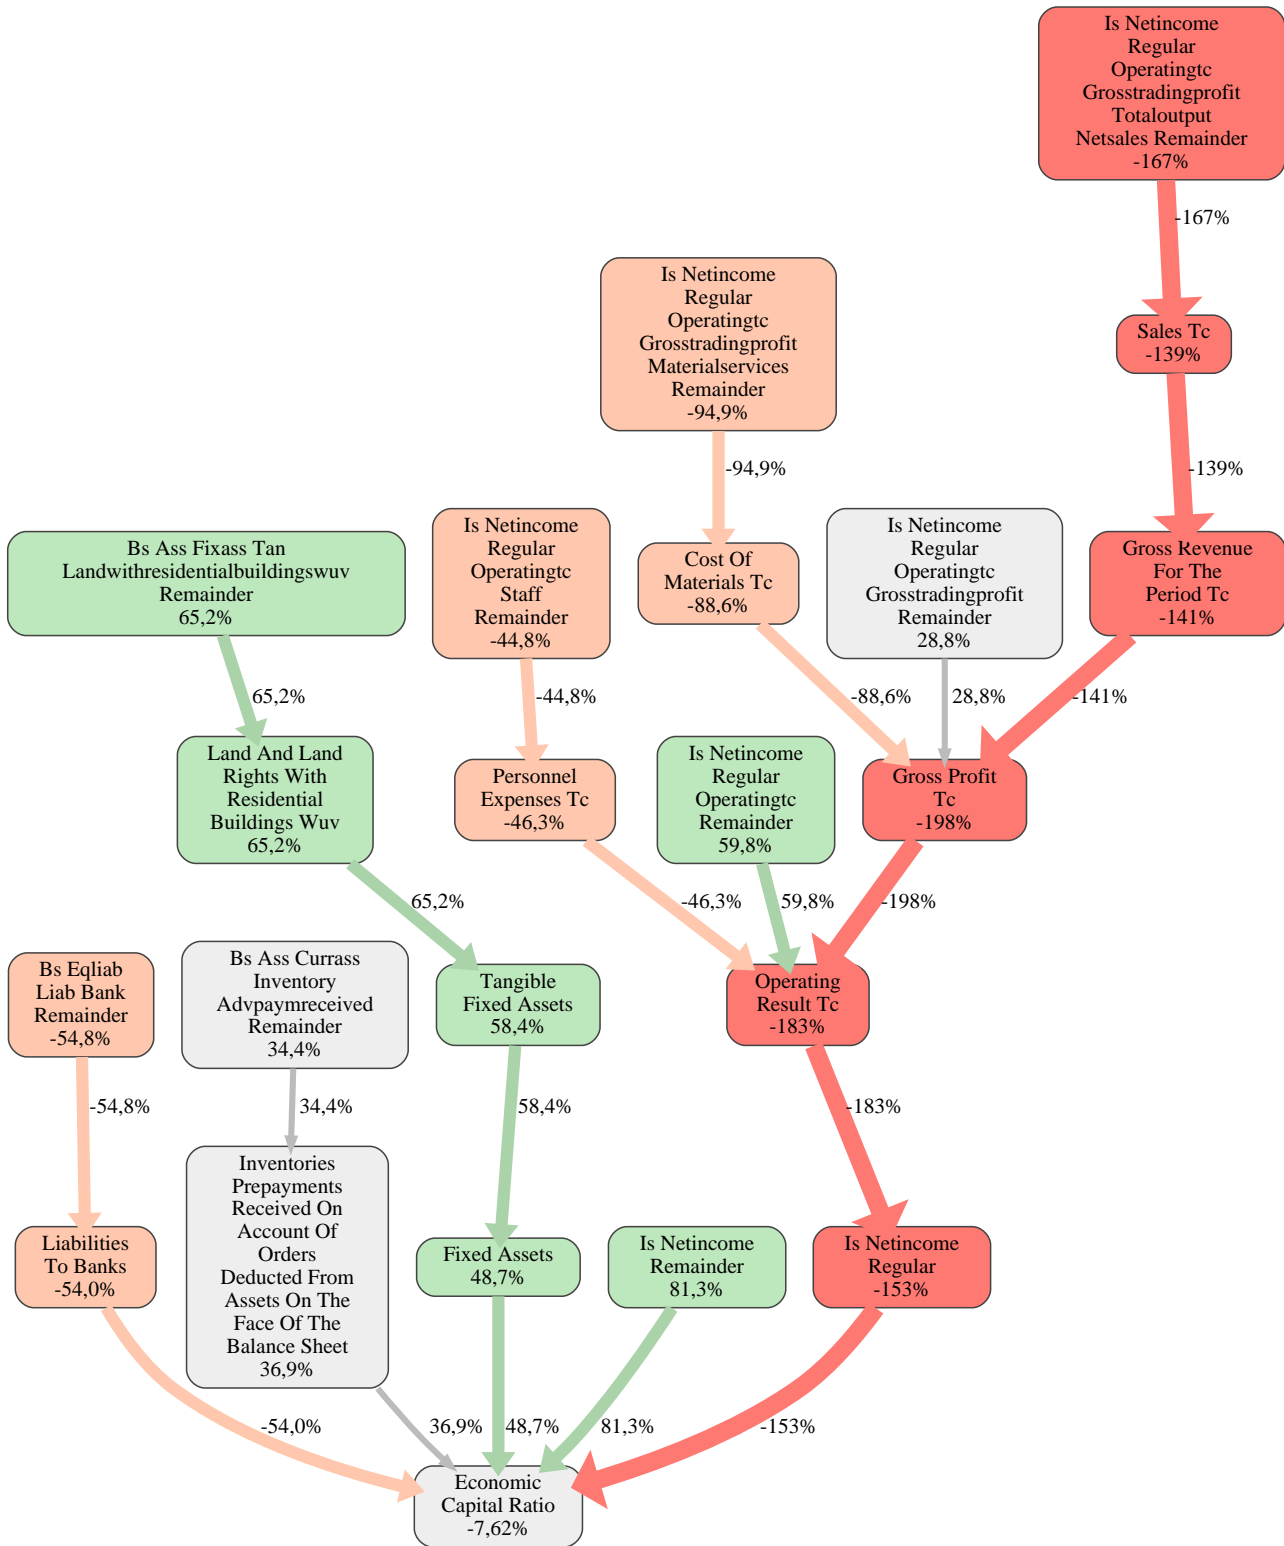 Is Netincome
Regular
Operatingtc
Grosstradingprofit
Totaloutput
Netsales Remainder
-167%
-167%
Is Netincome
Regular
Operatingtc
Grosstradingprofit
Materialservices
Remainder
-94,9%
Sales Tc
-139%
-94,9%
-139%
Bs Ass Fixass Tan
Landwithresidentialbuildingswuv
Remainder
65,2%
Is Netincome
Regular
Operatingtc
Staff
Remainder
-44,8%
Cost Of
Materials Tc
-88,6%
Is Netincome
Regular
Operatingtc
Grosstradingprofit
Remainder
28,8%
Gross Revenue
For The
Period Tc
-141%
65,2%
-44,8%
-88,6%
28,8%
-141%
Land And Land
Rights With
Residential
Buildings Wuv
65,2%
Personnel
Expenses Tc
-46,3%
Is Netincome
Regular
Operatingtc
Remainder
59,8%
Gross Profit
Tc
-198%
65,2%
-46,3%
59,8%
-198%
Bs Eqliab
Liab Bank
Remainder
-54,8%
Bs Ass Currass
Inventory
Advpaymreceived
Remainder
34,4%
Tangible
Fixed Assets
58,4%
Operating
Result Tc
-183%
-54,8%
34,4%
58,4%
-183%
Liabilities
To Banks
-54,0%
Inventories
Prepayments
Received On
Account Of
Orders
Deducted From
Assets On The
Face Of The
Balance Sheet
36,9%
Fixed Assets
48,7%
Is Netincome
Remainder
81,3%
Is Netincome
Regular
-153%
-54,0%
36,9%
48,7%
81,3%
-153%
Economic
Capital Ratio
-7,62%